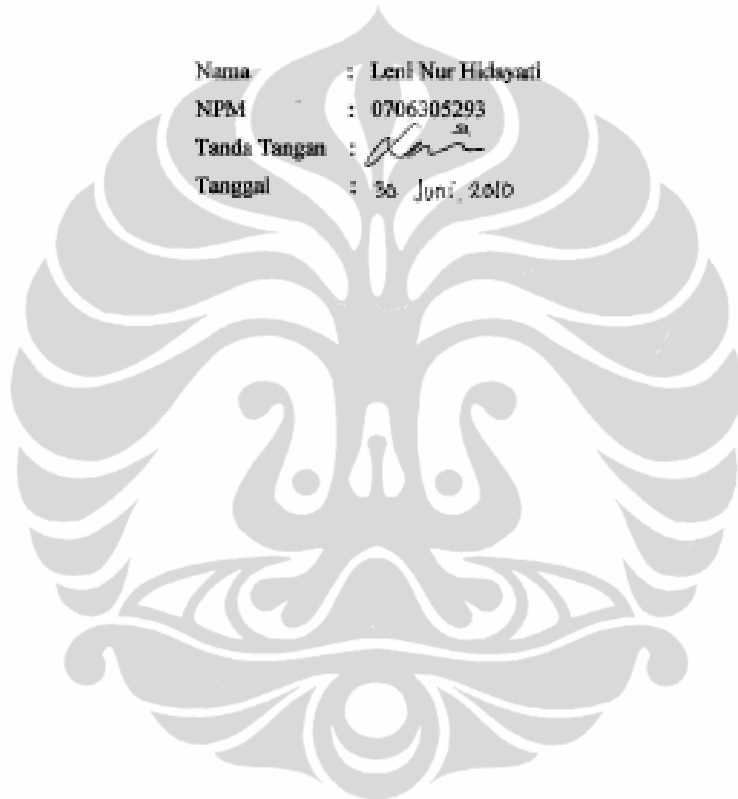 Nama : Leni Nur Hidayati
NPM : 0706305293
Tanda Tangan :
Tanggal : 30 Juni, 2010